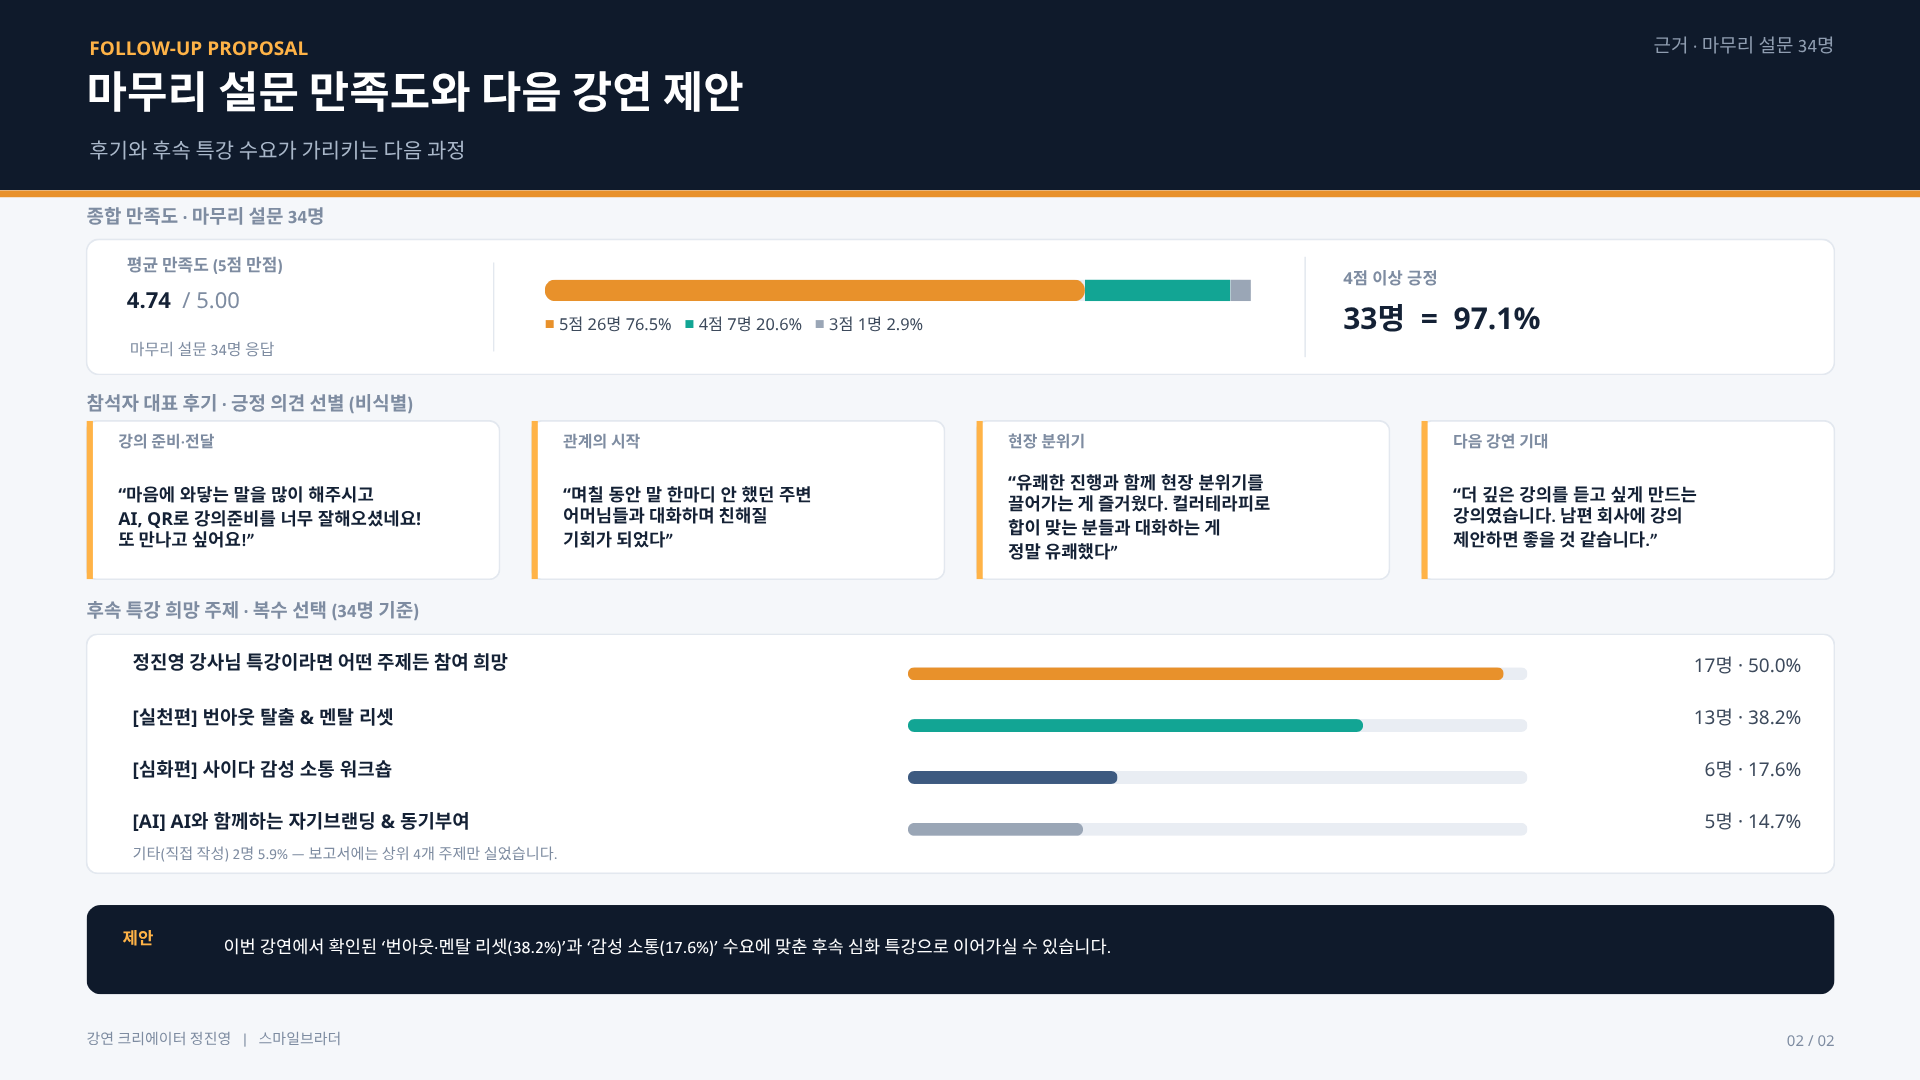 FOLLOW-UP PROPOSAL
근거 · 마무리 설문 34명
마무리 설문 만족도와 다음 강연 제안
후기와 후속 특강 수요가 가리키는 다음 과정
종합 만족도 · 마무리 설문 34명
평균 만족도 (5점 만점)
4.74 / 5.00
마무리 설문 34명 응답
5점 26명 76.5% 4점 7명 20.6% 3점 1명 2.9%
4점 이상 긍정
33명 = 97.1%
참석자 대표 후기 · 긍정 의견 선별 (비식별)
강의 준비·전달
“마음에 와닿는 말을 많이 해주시고
AI, QR로 강의준비를 너무 잘해오셨네요!
또 만나고 싶어요!”
관계의 시작
“며칠 동안 말 한마디 안 했던 주변
어머님들과 대화하며 친해질
기회가 되었다”
현장 분위기
“유쾌한 진행과 함께 현장 분위기를
끌어가는 게 즐거웠다. 컬러테라피로
합이 맞는 분들과 대화하는 게
정말 유쾌했다”
다음 강연 기대
“더 깊은 강의를 듣고 싶게 만드는
강의였습니다. 남편 회사에 강의
제안하면 좋을 것 같습니다.”
후속 특강 희망 주제 · 복수 선택 (34명 기준)
정진영 강사님 특강이라면 어떤 주제든 참여 희망
17명 · 50.0%
[실천편] 번아웃 탈출 & 멘탈 리셋
13명 · 38.2%
[심화편] 사이다 감성 소통 워크숍
6명 · 17.6%
[AI] AI와 함께하는 자기브랜딩 & 동기부여
5명 · 14.7%
기타(직접 작성) 2명 5.9% — 보고서에는 상위 4개 주제만 실었습니다.
제안
이번 강연에서 확인된 ‘번아웃·멘탈 리셋(38.2%)’과 ‘감성 소통(17.6%)’ 수요에 맞춘 후속 심화 특강으로 이어가실 수 있습니다.
강연 크리에이터 정진영 | 스마일브라더
02 / 02